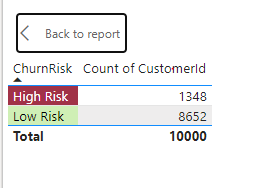 Back to report
ChurnRisk Count of CustomerId
High Risk 1348
Low Risk 8652
Total 10000